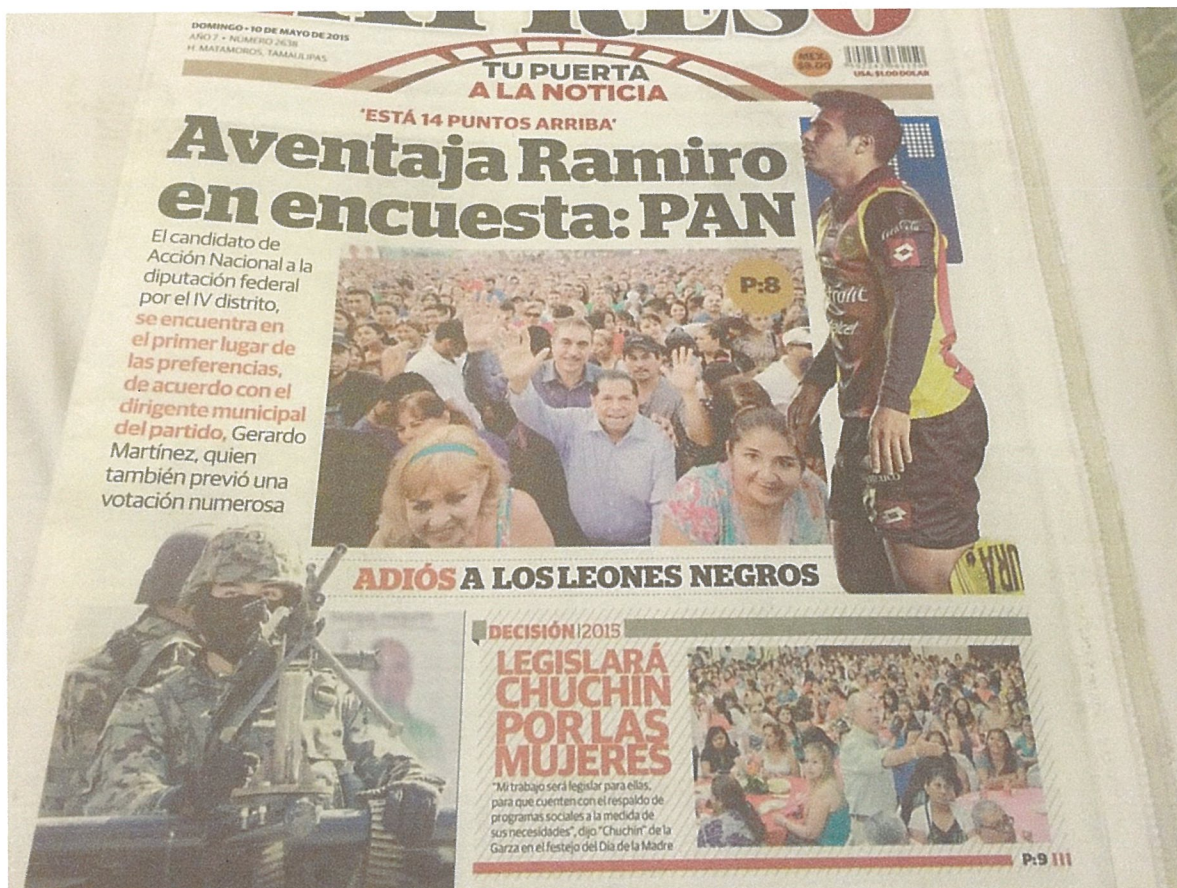 DOMINGO • 10 DE MAYO DE 2015
AÑO 7 • NÚMERO 2638
H. MATAMOROS, TAMAULIPAS
TU PUERTA
A LA NOTICIA
MEX.
USA: $1.00 DOLAR
'ESTÁ 14 PUNTOS ARRIBA'
Aventaja Ramiro
en encuesta: PAN
El candidato de
Acción Nacional a la
diputación federal
por el IV distrito,
se encuentra en
el primer lugar de
las preferencias,
de acuerdo con el
dirigente municipal
del partido, Gerardo
Martínez, quien
también previó una
votación numerosa
P:8
Coca-Cola
ADIÓS A LOS LEONES NEGROS
URA
DECISIÓN|2015
LEGISLARÁ
CHUCHIN
POR LAS
MUJERES
"Mi trabajo será legislar para ellas,
para que cuenten con el respaldo de
programas sociales a la medida de
sus necesidades", dijo "Chuchin" de la
Garza en el festejo del Día de la Madre
P:9